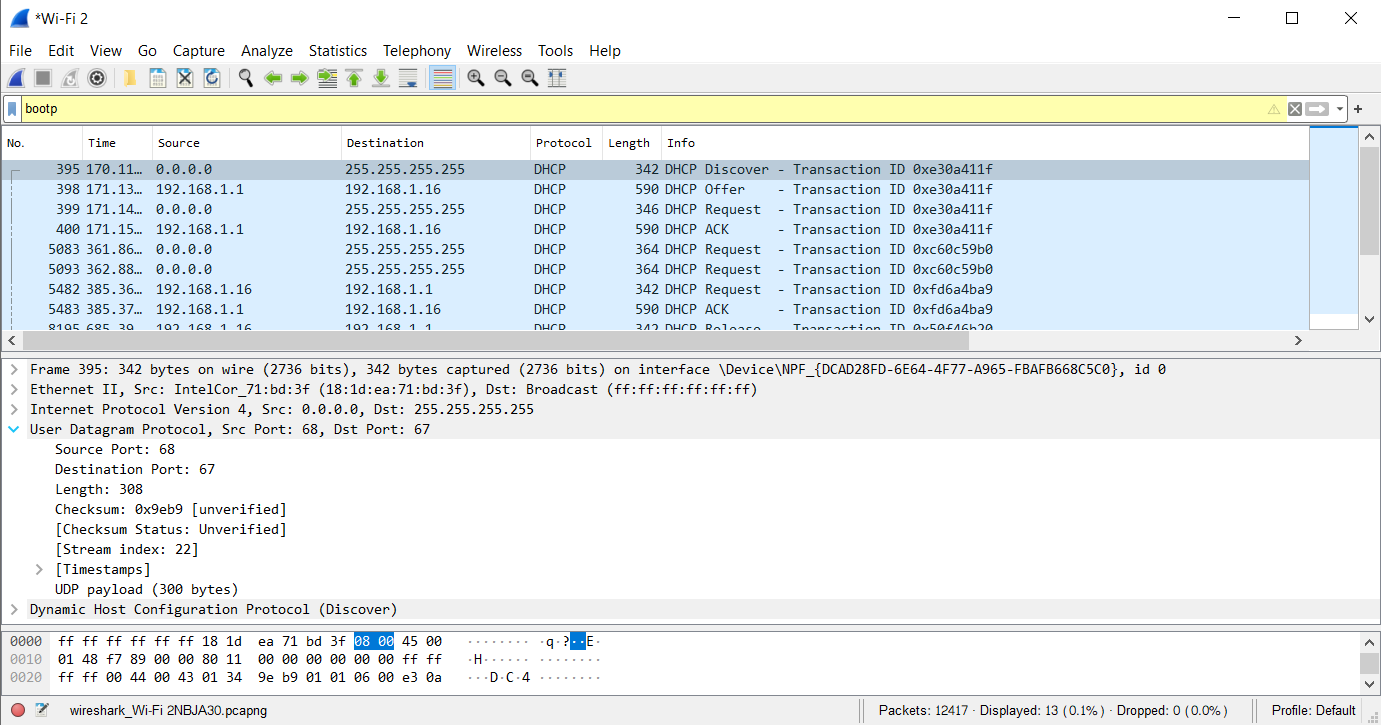 *Wi-Fi 2
File Edit View Go Capture Analyze Statistics Telephony Wireless Tools Help
bootp
No. Time Source Destination Protocol Length Info
395 170.11… 0.0.0.0 255.255.255.255 DHCP 342 DHCP Discover - Transaction ID 0xe30a411f
398 171.13… 192.168.1.1 192.168.1.16 DHCP 590 DHCP Offer - Transaction ID 0xe30a411f
399 171.14… 0.0.0.0 255.255.255.255 DHCP 346 DHCP Request - Transaction ID 0xe30a411f
400 171.15… 192.168.1.1 192.168.1.16 DHCP 590 DHCP ACK - Transaction ID 0xe30a411f
5083 361.86… 0.0.0.0 255.255.255.255 DHCP 364 DHCP Request - Transaction ID 0xc60c59b0
5093 362.88… 0.0.0.0 255.255.255.255 DHCP 364 DHCP Request - Transaction ID 0xc60c59b0
5482 385.36… 192.168.1.16 192.168.1.1 DHCP 342 DHCP Request - Transaction ID 0xfd6a4ba9
5483 385.37… 192.168.1.1 192.168.1.16 DHCP 590 DHCP ACK - Transaction ID 0xfd6a4ba9
8195 685.39… 192.168.1.16 192.168.1.1 DHCP 342 DHCP Release - Transaction ID 0x50f46b20
Frame 395: 342 bytes on wire (2736 bits), 342 bytes captured (2736 bits) on interface \Device\NPF_{DCAD28FD-6E64-4F77-A965-FBAFB668C5C0}, id 0
Ethernet II, Src: IntelCor_71:bd:3f (18:1d:ea:71:bd:3f), Dst: Broadcast (ff:ff:ff:ff:ff:ff)
Internet Protocol Version 4, Src: 0.0.0.0, Dst: 255.255.255.255
User Datagram Protocol, Src Port: 68, Dst Port: 67
Source Port: 68
Destination Port: 67
Length: 308
Checksum: 0x9eb9 [unverified]
[Checksum Status: Unverified]
[Stream index: 22]
[Timestamps]
UDP payload (300 bytes)
Dynamic Host Configuration Protocol (Discover)
0000 ff ff ff ff ff ff 18 1d ea 71 bd 3f 08 00 45 00 ········ ·q·?··E·
0010 01 48 f7 89 00 00 80 11 00 00 00 00 00 00 ff ff ·H······ ········
0020 ff ff 00 44 00 43 01 34 9e b9 01 01 06 00 e3 0a ···D·C·4 ········
wireshark_Wi-Fi 2NBJA30.pcapng Packets: 12417 · Displayed: 13 (0.1%) · Dropped: 0 (0.0%) Profile: Default